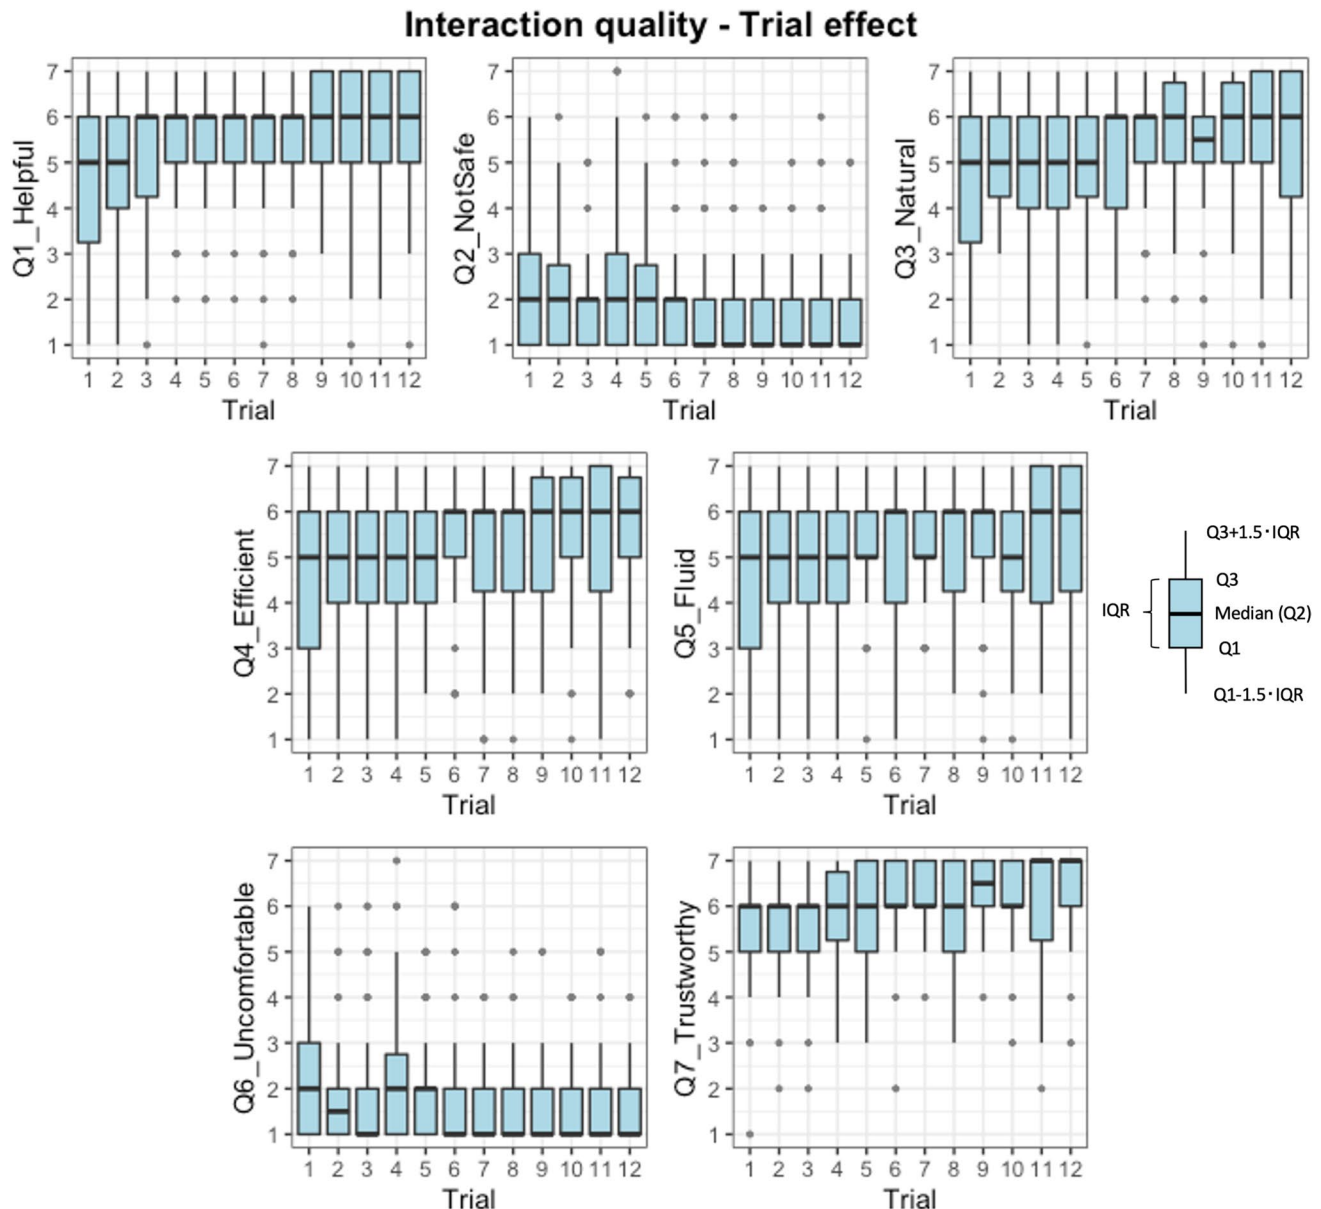 Interaction quality - Trial effect
Q1_Helpful
7
6
5
4
3
2
1
1 2 3 4 5 6 7 8 9 10 11 12
Trial
Q2_NotSafe
7
6
5
4
3
2
1
1 2 3 4 5 6 7 8 9 10 11 12
Trial
Q3_Natural
7
6
5
4
3
2
1
1 2 3 4 5 6 7 8 9 10 11 12
Trial
Q4_Efficient
7
6
5
4
3
2
1
1 2 3 4 5 6 7 8 9 10 11 12
Trial
Q5_Fluid
7
6
5
4
3
2
1
1 2 3 4 5 6 7 8 9 10 11 12
Trial
Q3+1.5·IQR
Q3
IQR
Median (Q2)
Q1
Q1-1.5·IQR
Q6_Uncomfortable
7
6
5
4
3
2
1
1 2 3 4 5 6 7 8 9 10 11 12
Trial
Q7_Trustworthy
7
6
5
4
3
2
1
1 2 3 4 5 6 7 8 9 10 11 12
Trial